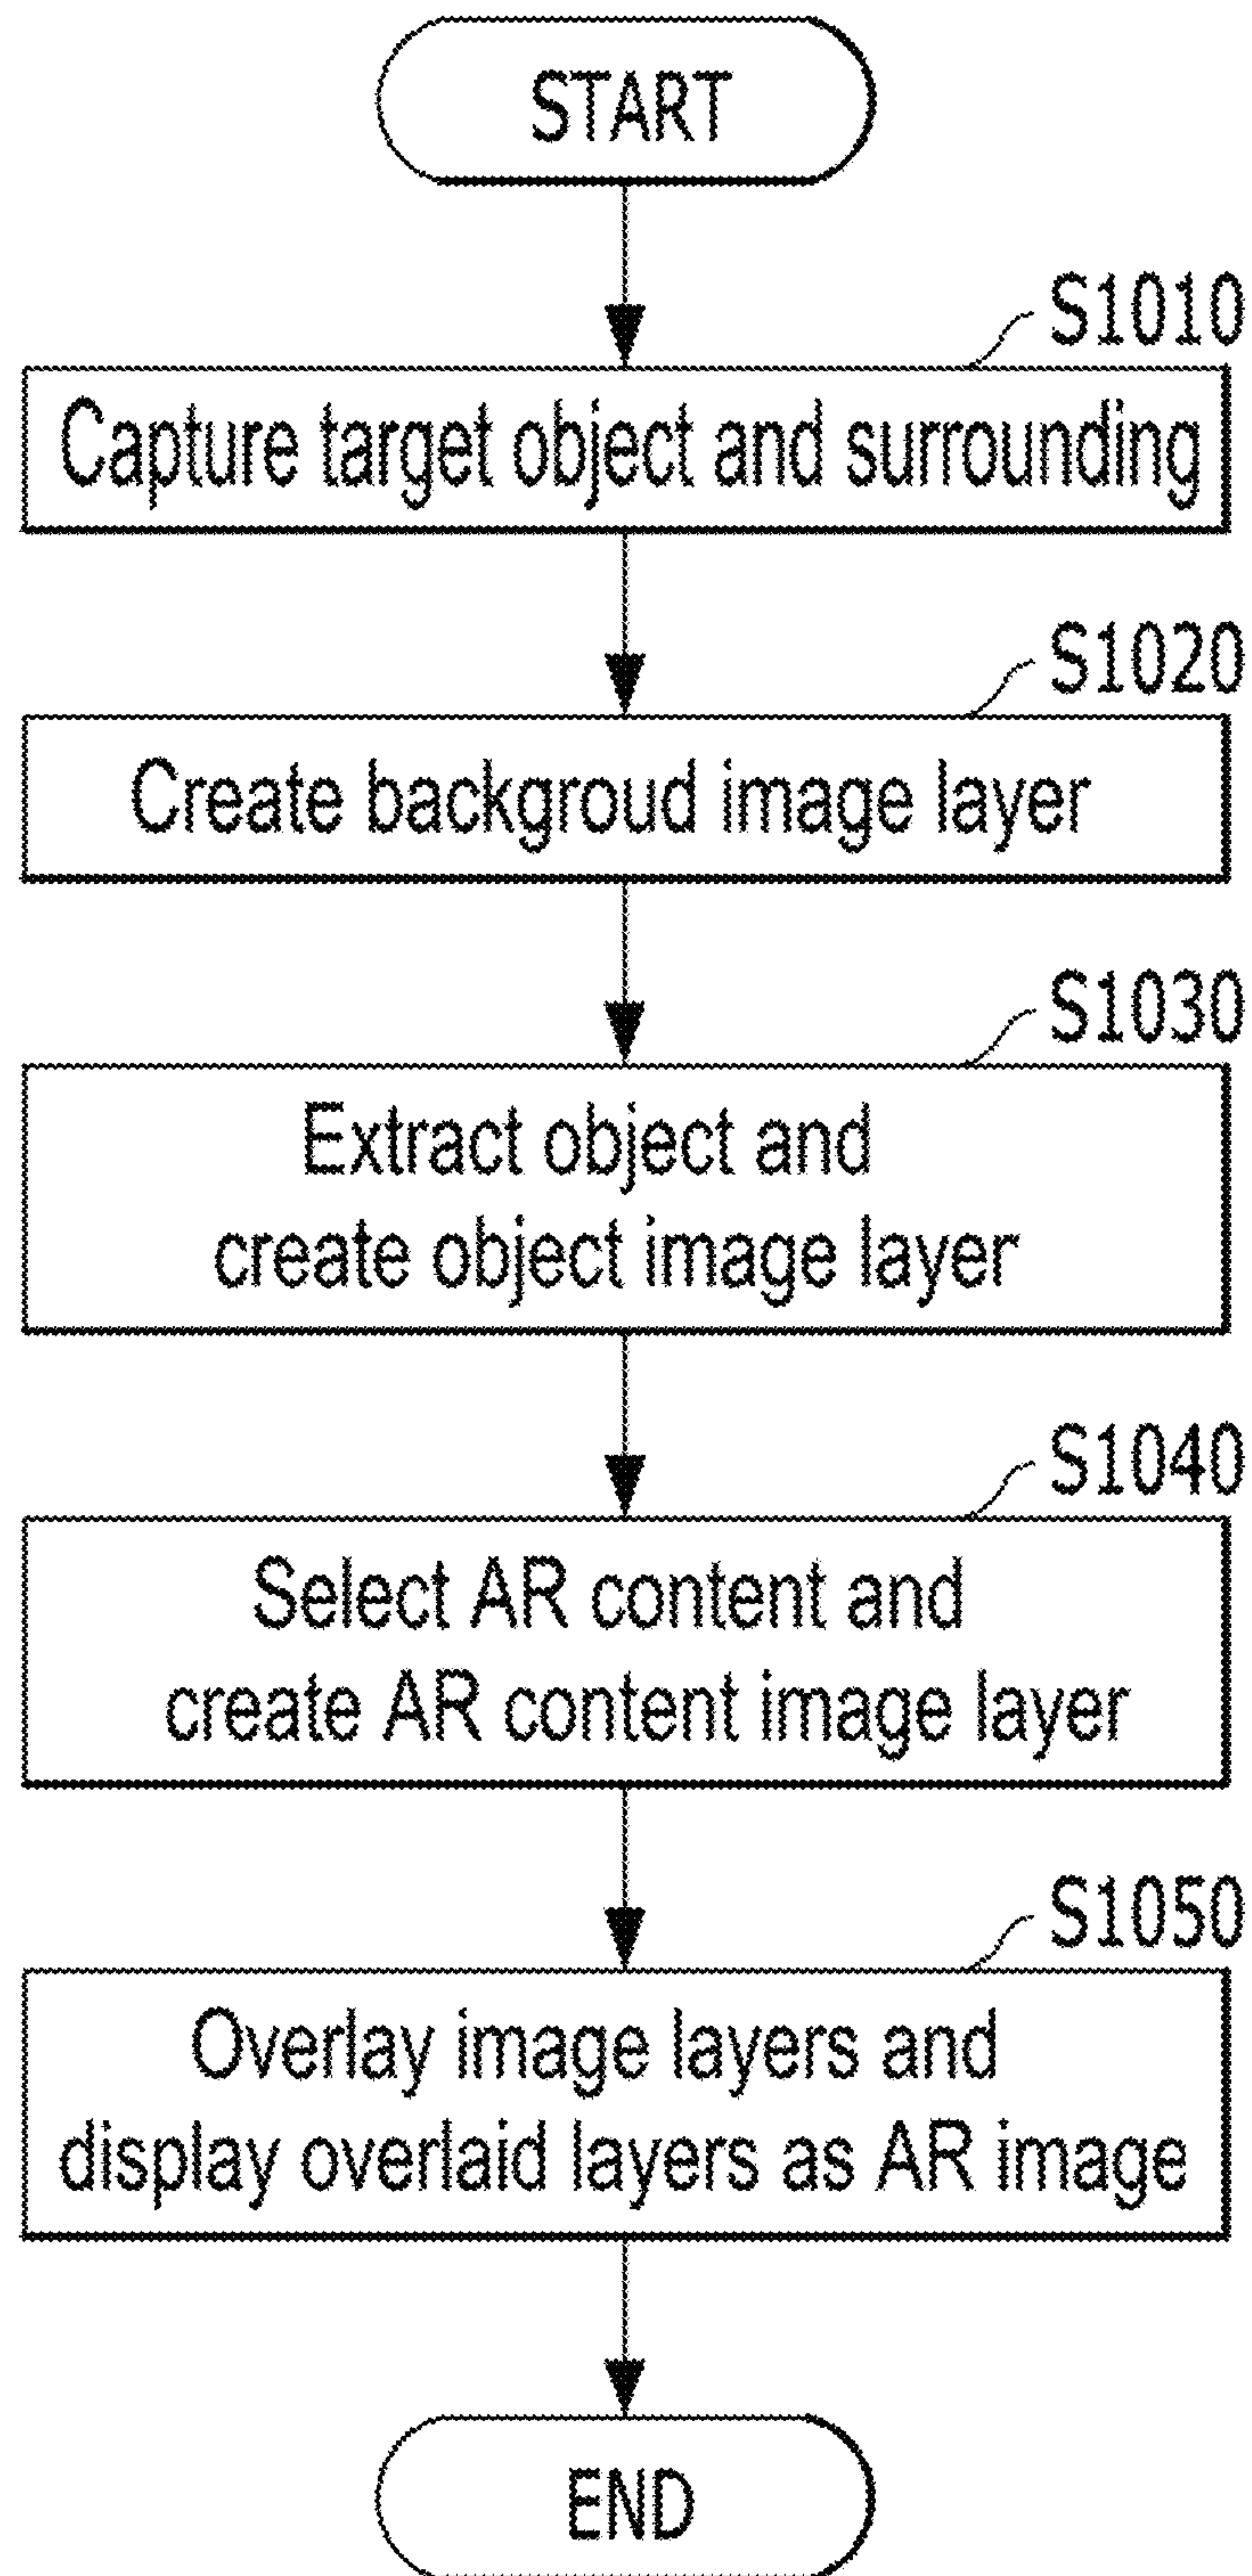 START
S1010
Capture target object and surrounding
S1020
Create backgroud image layer
S1030
Extract object and
create object image layer
S1040
Select AR content and
create AR content image layer
S1050
Overlay image layers and
display overlaid layers as AR image
END